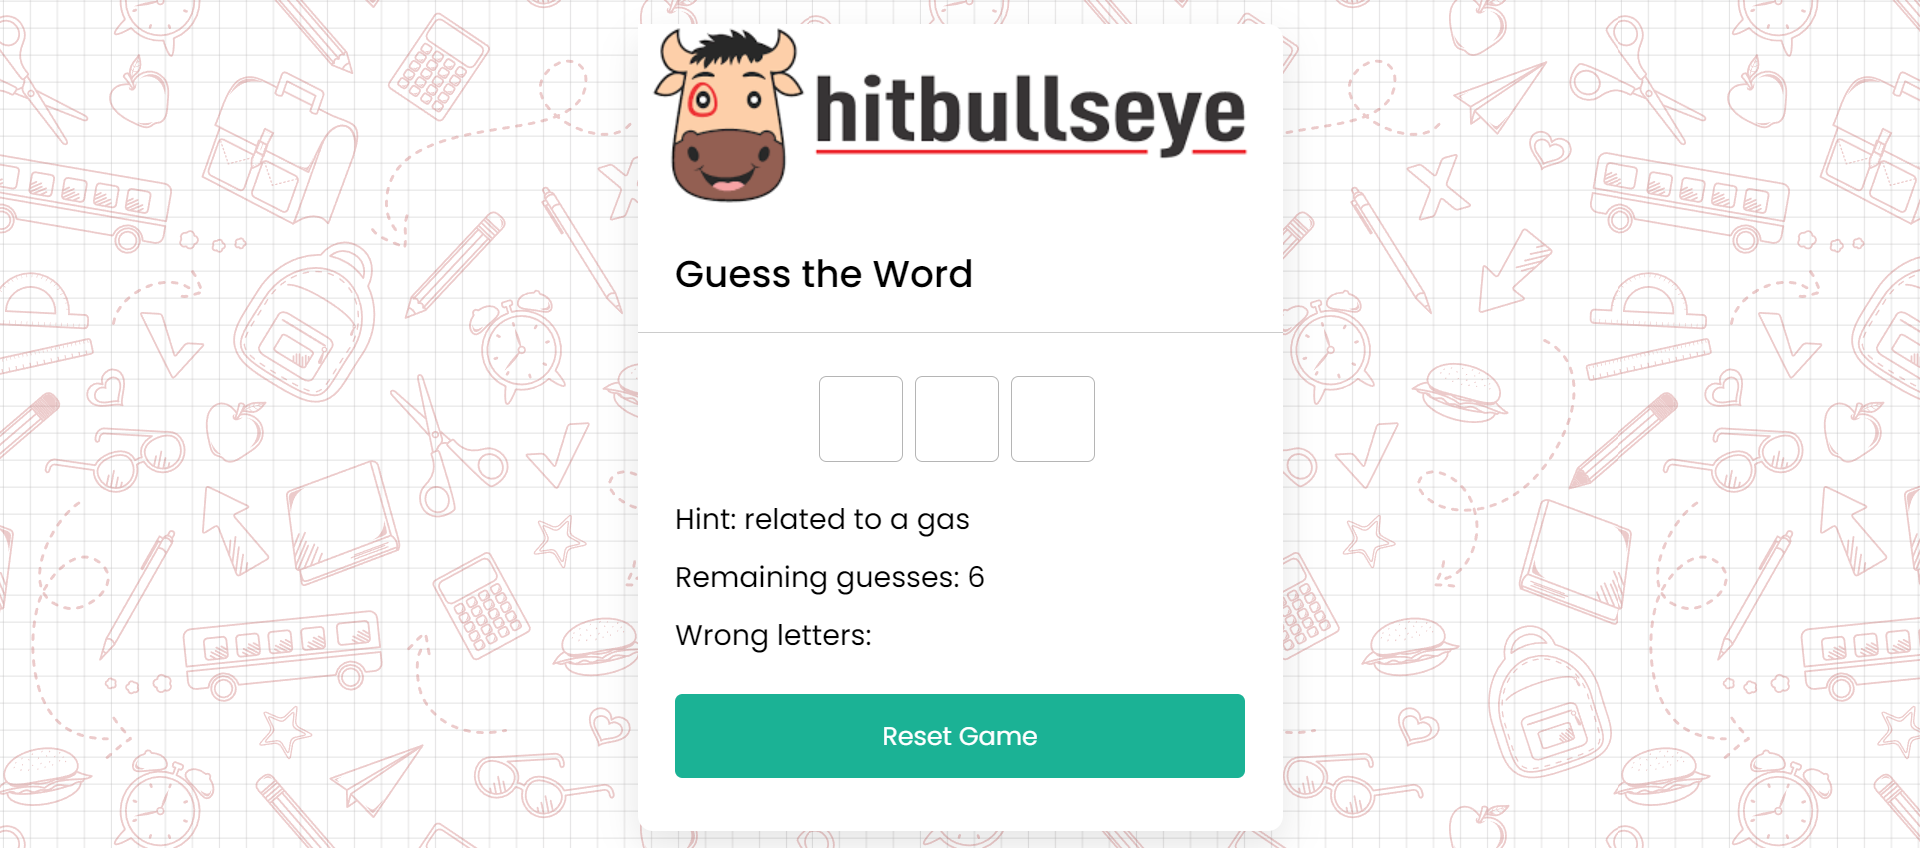 hitbullseye
Guess the Word
Hint: related to a gas
Remaining guesses: 6
Wrong letters:
Reset Game